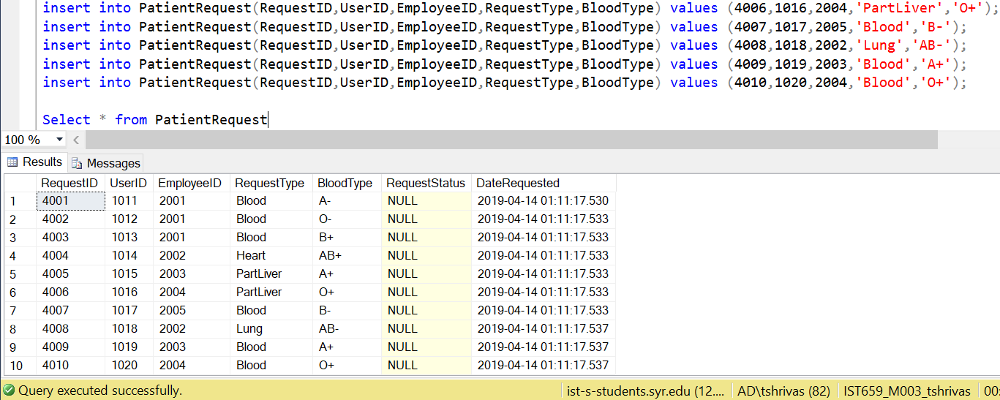 insert into PatientRequest(RequestID,UserID,EmployeeID,RequestType,BloodType) values (4006,1016,2004,'PartLiver','O+');
insert into PatientRequest(RequestID,UserID,EmployeeID,RequestType,BloodType) values (4007,1017,2005,'Blood','B-');
insert into PatientRequest(RequestID,UserID,EmployeeID,RequestType,BloodType) values (4008,1018,2002,'Lung','AB-');
insert into PatientRequest(RequestID,UserID,EmployeeID,RequestType,BloodType) values (4009,1019,2003,'Blood','A+');
insert into PatientRequest(RequestID,UserID,EmployeeID,RequestType,BloodType) values (4010,1020,2004,'Blood','O+');
Select * from PatientRequest
100 %
Results Messages
RequestID UserID EmployeeID RequestType BloodType RequestStatus DateRequested
1 4001 1011 2001 Blood A- NULL 2019-04-14 01:11:17.530
2 4002 1012 2001 Blood O- NULL 2019-04-14 01:11:17.533
3 4003 1013 2001 Blood B+ NULL 2019-04-14 01:11:17.533
4 4004 1014 2002 Heart AB+ NULL 2019-04-14 01:11:17.533
5 4005 1015 2003 PartLiver A+ NULL 2019-04-14 01:11:17.533
6 4006 1016 2004 PartLiver O+ NULL 2019-04-14 01:11:17.533
7 4007 1017 2005 Blood B- NULL 2019-04-14 01:11:17.533
8 4008 1018 2002 Lung AB- NULL 2019-04-14 01:11:17.537
9 4009 1019 2003 Blood A+ NULL 2019-04-14 01:11:17.537
10 4010 1020 2004 Blood O+ NULL 2019-04-14 01:11:17.537
Query executed successfully. ist-s-students.syr.edu (12.... AD\tshrivas (82) IST659_M003_tshrivas 00: